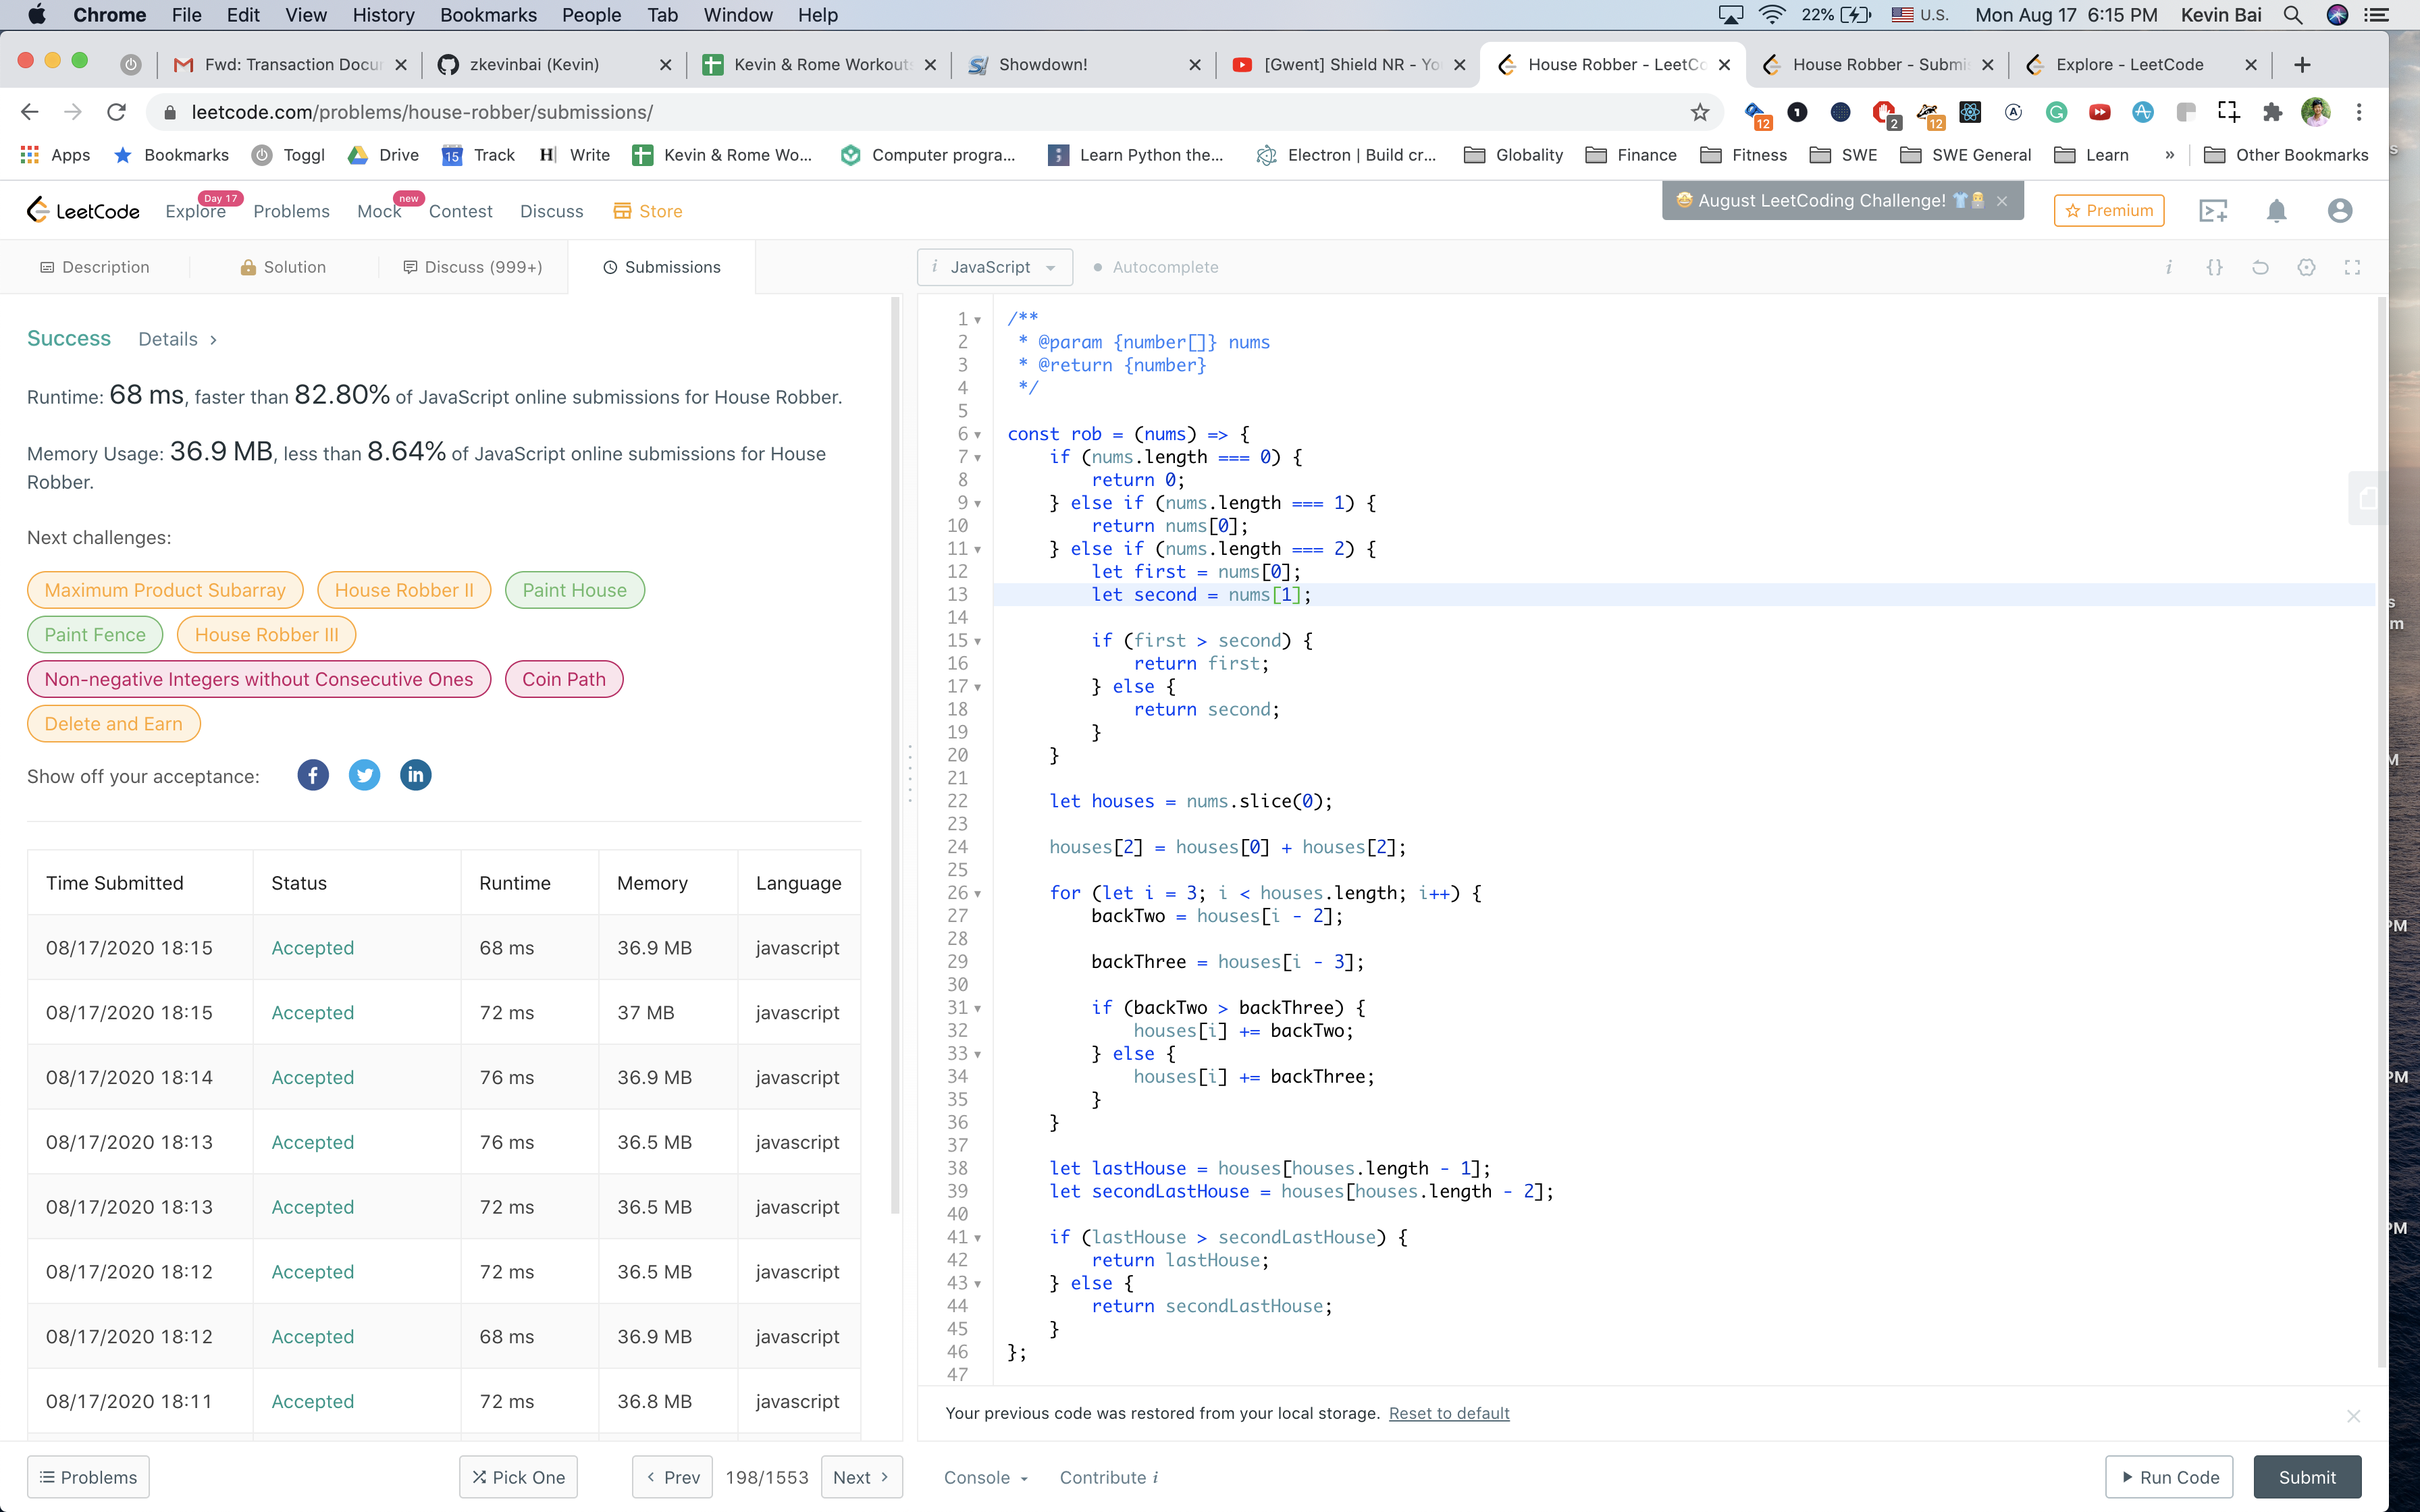 Chrome File Edit View History Bookmarks People Tab Window Help 22% U.S. Mon Aug 17 6:15 PM Kevin Bai
Fwd: Transaction Docu zkevinbai (Kevin) Kevin & Rome Workout Showdown! [Gwent] Shield NR - Yo House Robber - LeetCo House Robber - Submi Explore - LeetCode
leetcode.com/problems/house-robber/submissions/ 12 1 2 12
Apps Bookmarks Toggl Drive 15 Track H Write Kevin & Rome Wo... Computer progra... Learn Python the... Electron | Build cr... Globality Finance Fitness SWE SWE General Learn » Other Bookmarks
LeetCode Explore Day 17 Problems Mock new Contest Discuss Store August LeetCoding Challenge! Premium
Description Solution Discuss (999+) Submissions
i JavaScript Autocomplete i {}
Success Details >
Runtime: 68 ms, faster than 82.80% of JavaScript online submissions for House Robber.
Memory Usage: 36.9 MB, less than 8.64% of JavaScript online submissions for House
Robber.
Next challenges:
Maximum Product Subarray House Robber II Paint House
Paint Fence House Robber III
Non-negative Integers without Consecutive Ones Coin Path
Delete and Earn
Show off your acceptance:
Time Submitted Status Runtime Memory Language
08/17/2020 18:15 Accepted 68 ms 36.9 MB javascript
08/17/2020 18:15 Accepted 72 ms 37 MB javascript
08/17/2020 18:14 Accepted 76 ms 36.9 MB javascript
08/17/2020 18:13 Accepted 76 ms 36.5 MB javascript
08/17/2020 18:13 Accepted 72 ms 36.5 MB javascript
08/17/2020 18:12 Accepted 72 ms 36.5 MB javascript
08/17/2020 18:12 Accepted 68 ms 36.9 MB javascript
08/17/2020 18:11 Accepted 72 ms 36.8 MB javascript
Problems Pick One < Prev 198/1553 Next >
1 /**
2 * @param {number[]} nums
3 * @return {number}
4 */
5
6 const rob = (nums) => {
7 if (nums.length === 0) {
8 return 0;
9 } else if (nums.length === 1) {
10 return nums[0];
11 } else if (nums.length === 2) {
12 let first = nums[0];
13 let second = nums[1];
14
15 if (first > second) {
16 return first;
17 } else {
18 return second;
19 }
20 }
21
22 let houses = nums.slice(0);
23
24 houses[2] = houses[0] + houses[2];
25
26 for (let i = 3; i < houses.length; i++) {
27 backTwo = houses[i - 2];
28
29 backThree = houses[i - 3];
30
31 if (backTwo > backThree) {
32 houses[i] += backTwo;
33 } else {
34 houses[i] += backThree;
35 }
36 }
37
38 let lastHouse = houses[houses.length - 1];
39 let secondLastHouse = houses[houses.length - 2];
40
41 if (lastHouse > secondLastHouse) {
42 return lastHouse;
43 } else {
44 return secondLastHouse;
45 }
46 };
47
Your previous code was restored from your local storage. Reset to default
Console Contribute i Run Code Submit